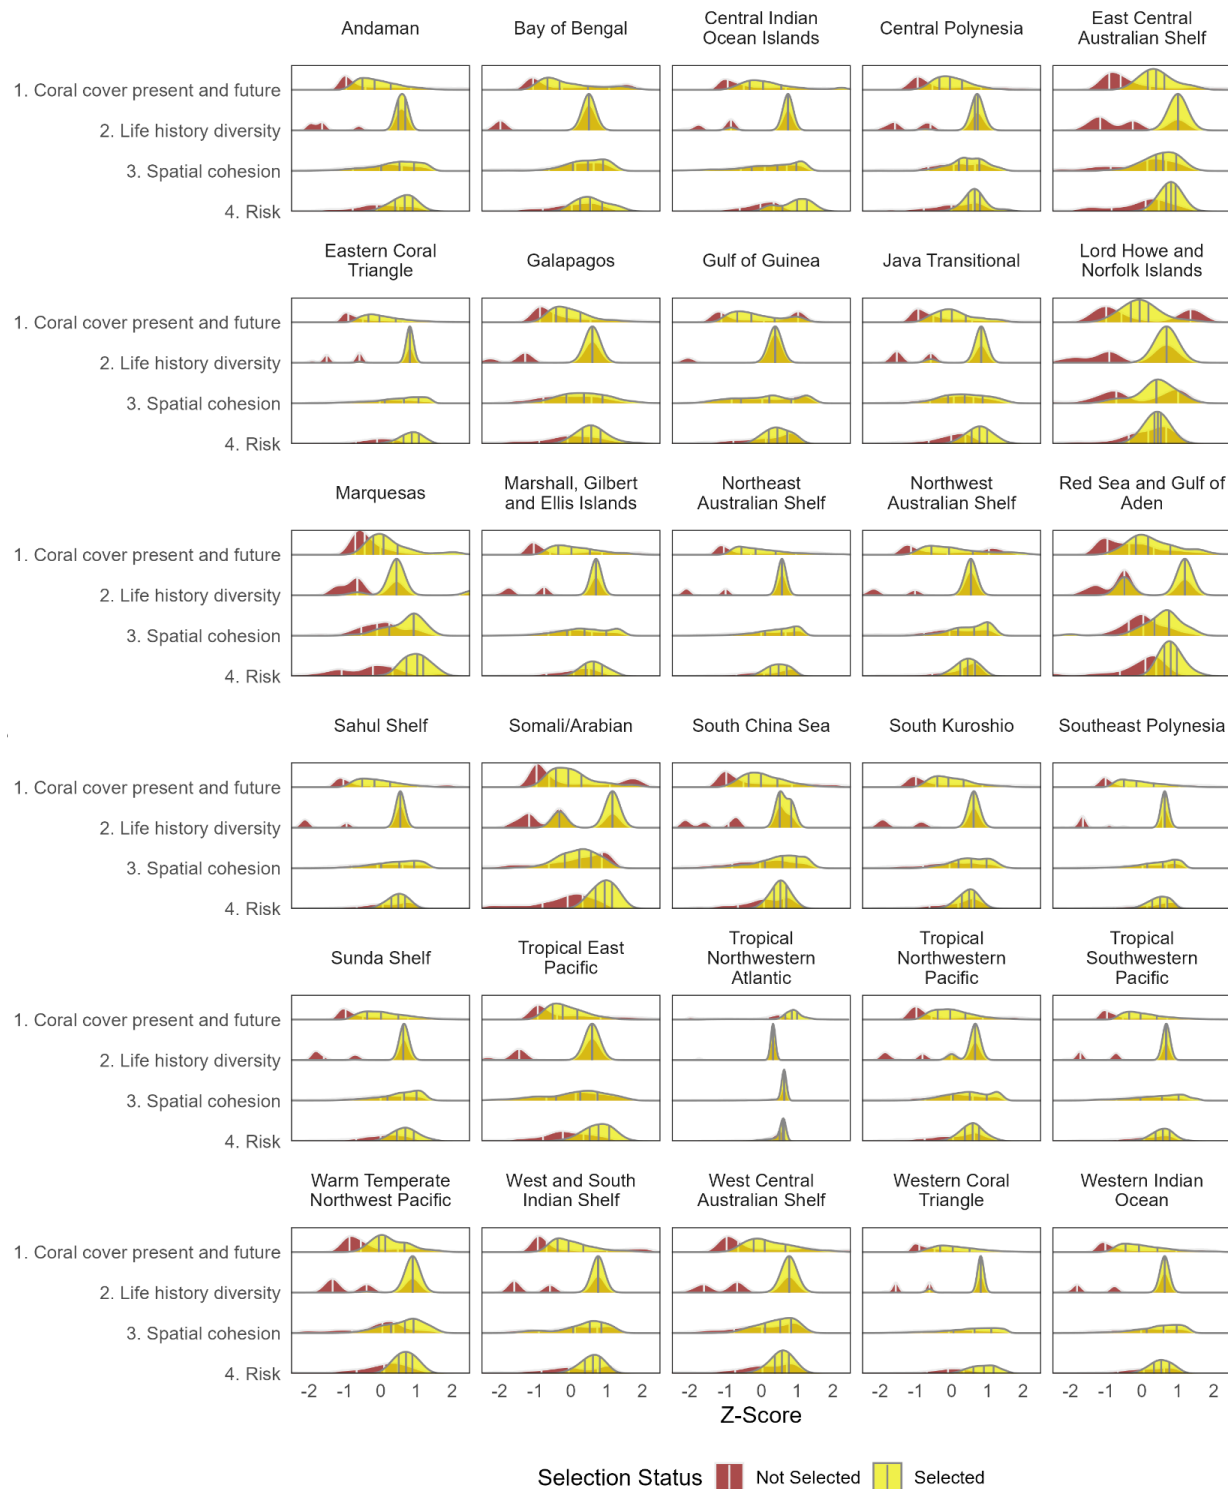 Andaman
Bay of Bengal
Central Indian
Ocean Islands
Central Polynesia
East Central
Australian Shelf
1. Coral cover present and future
2. Life history diversity
3. Spatial cohesion
4. Risk
Eastern Coral
Triangle
Galapagos
Gulf of Guinea
Java Transitional
Lord Howe and
Norfolk Islands
1. Coral cover present and future
2. Life history diversity
3. Spatial cohesion
4. Risk
Marquesas
Marshall, Gilbert
and Ellis Islands
Northeast
Australian Shelf
Northwest
Australian Shelf
Red Sea and Gulf of
Aden
1. Coral cover present and future
2. Life history diversity
3. Spatial cohesion
4. Risk
Sahul Shelf
Somali/Arabian
South China Sea
South Kuroshio
Southeast Polynesia
1. Coral cover present and future
2. Life history diversity
3. Spatial cohesion
4. Risk
Sunda Shelf
Tropical East
Pacific
Tropical
Northwestern
Atlantic
Tropical
Northwestern
Pacific
Tropical
Southwestern
Pacific
1. Coral cover present and future
2. Life history diversity
3. Spatial cohesion
4. Risk
Warm Temperate
Northwest Pacific
West and South
Indian Shelf
West Central
Australian Shelf
Western Coral
Triangle
Western Indian
Ocean
1. Coral cover present and future
2. Life history diversity
3. Spatial cohesion
4. Risk
-2 -1 0 1 2 -2 -1 0 1 2 -2 -1 0 1 2 -2 -1 0 1 2 -2 -1 0 1 2
Z-Score
Selection Status Not Selected Selected